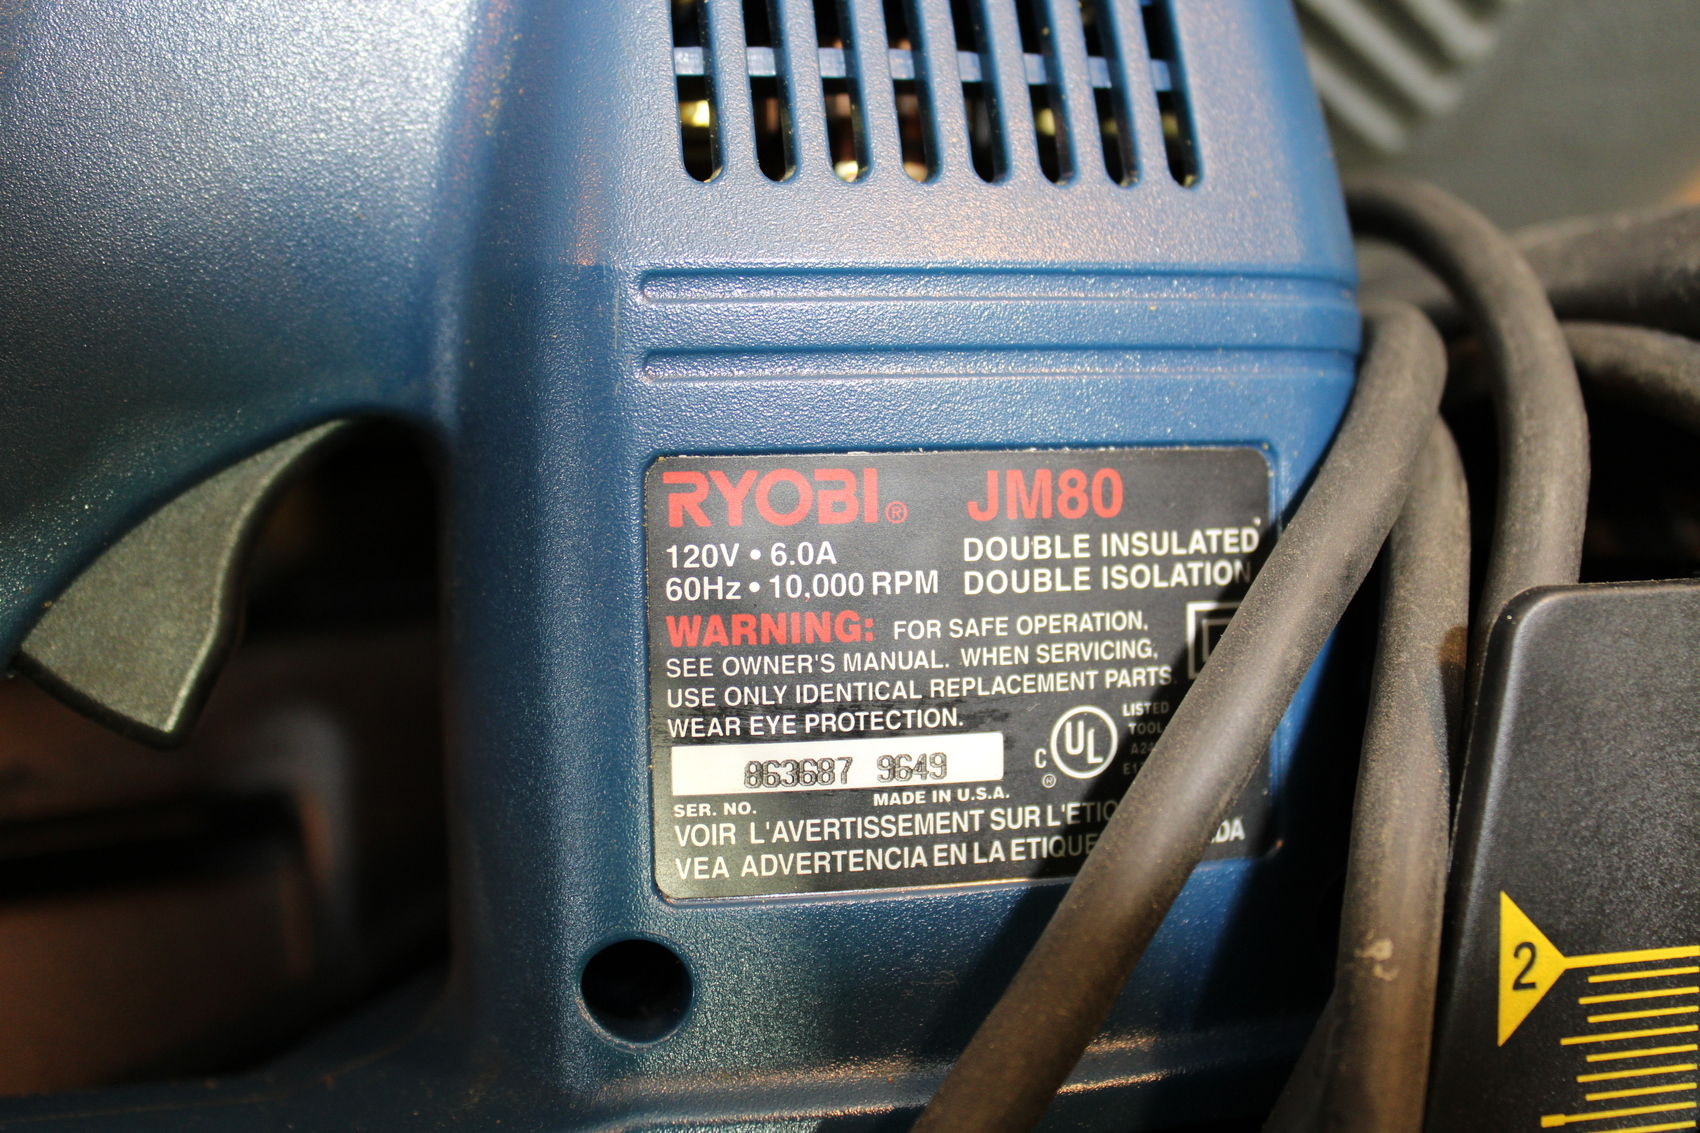 RYOBI® JM80
120V • 6.0A DOUBLE INSULATED
60Hz • 10,000 RPM DOUBLE ISOLATION
WARNING: FOR SAFE OPERATION,
SEE OWNER'S MANUAL. WHEN SERVICING,
USE ONLY IDENTICAL REPLACEMENT PARTS.
WEAR EYE PROTECTION.
863687 9649
C UL ® LISTED
TOOL
SER. NO. MADE IN U.S.A.
VOIR L'AVERTISSEMENT SUR
VEA ADVERTENCIA EN LA
2